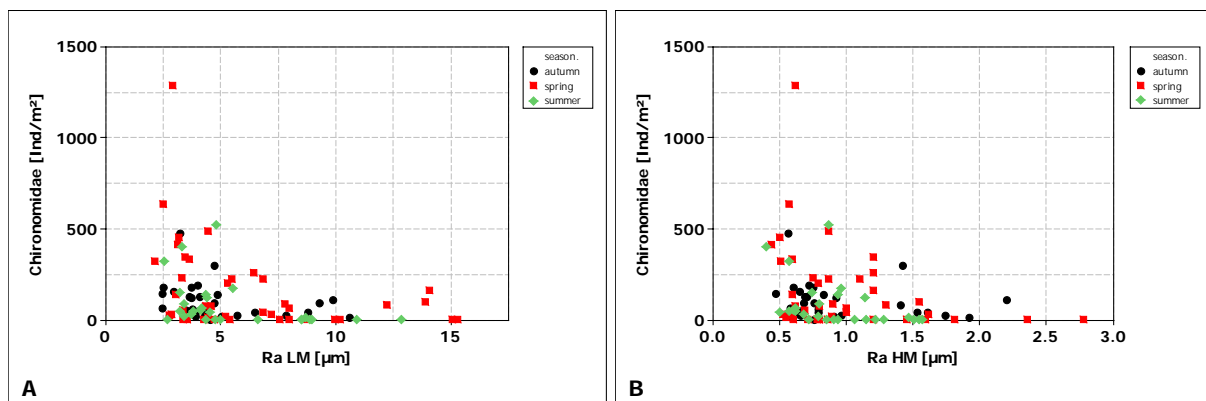 1500
1000
500
0
Chironomidae [Ind/m²]
5
10
15
Ra LM [µm]
season.
autumn
spring
summer
A
1500
1000
500
0
Chironomidae [Ind/m²]
0.0
0.5
1.0
1.5
2.0
2.5
3.0
Ra HM [µm]
season.
autumn
spring
summer
B